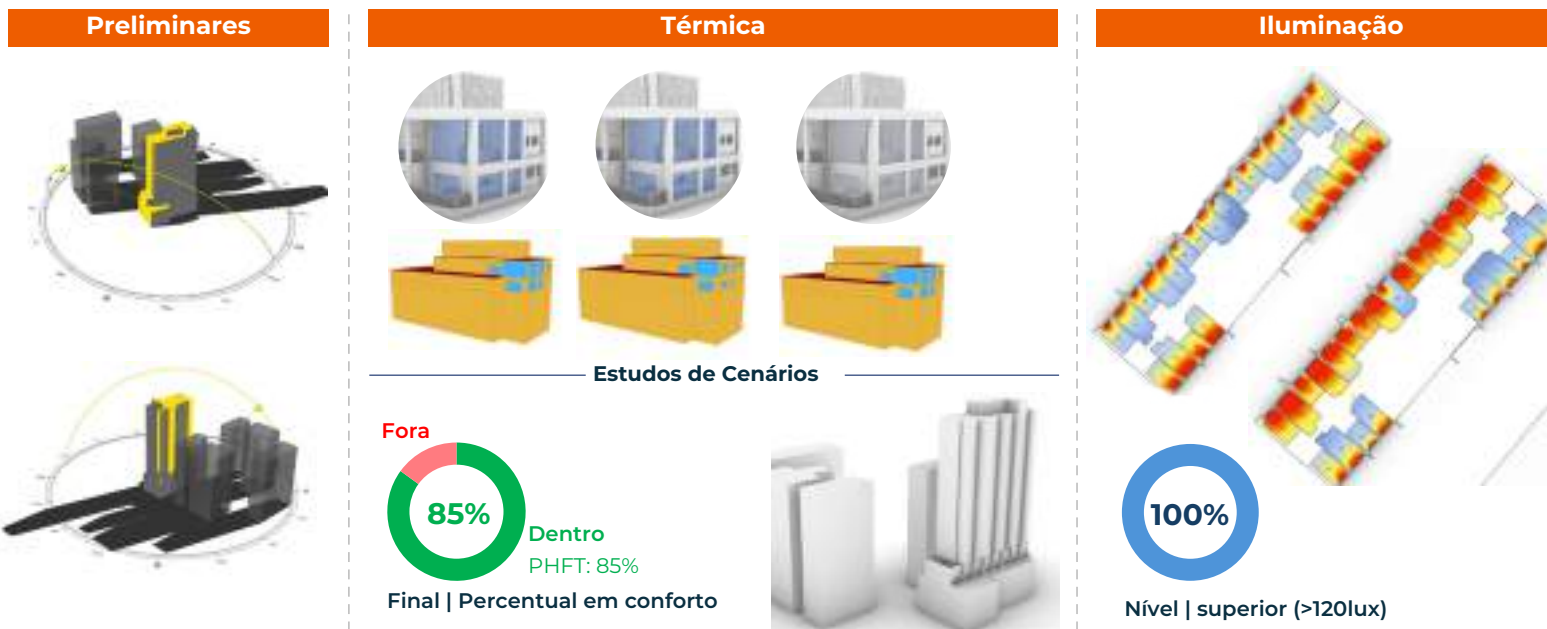 Preliminares
Térmica
Estudos de Cenários
Fora
85%
Dentro
PHFT: 85%
Final | Percentual em conforto
Iluminação
100%
Nível | superior (>120lux)